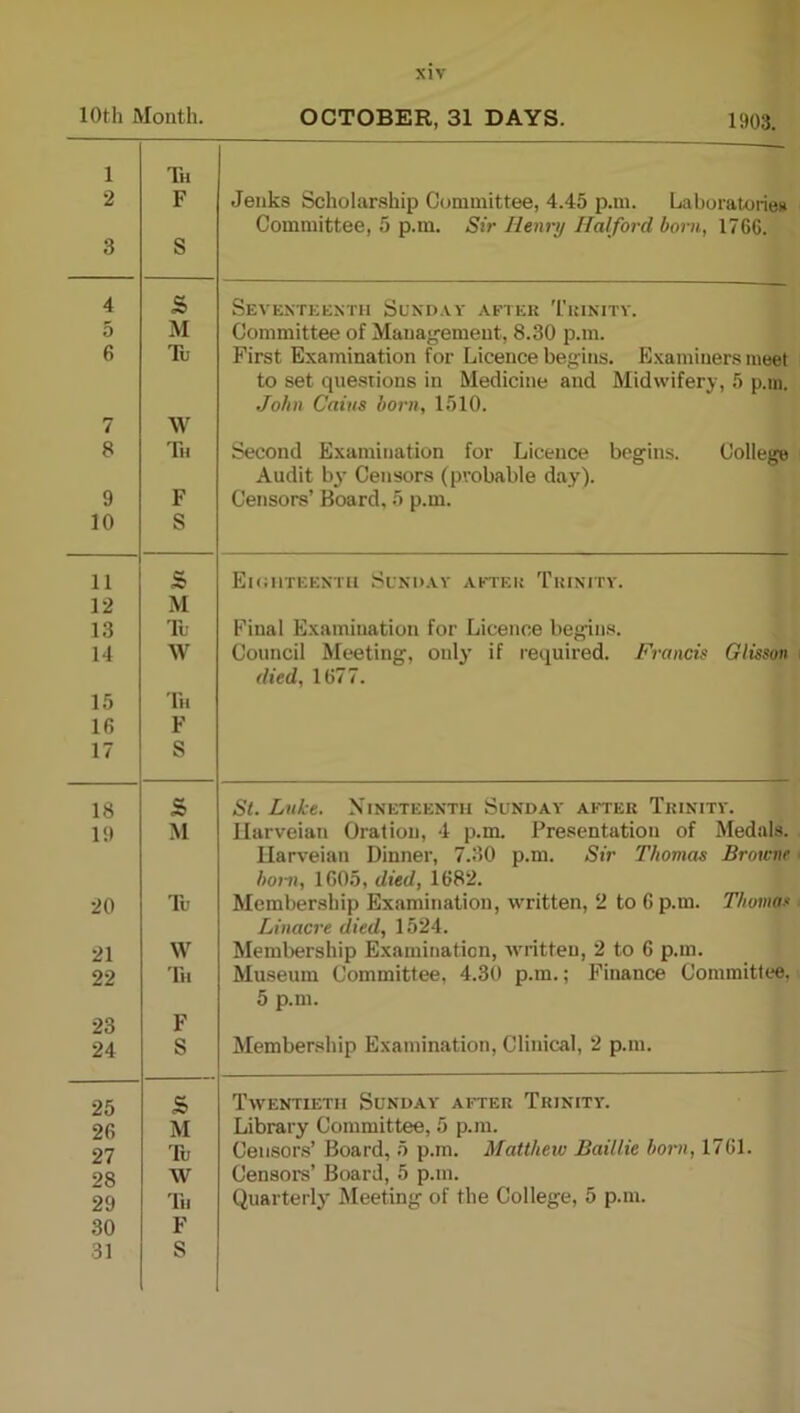 xiv
10th Month. OCTOBER, 31 DAYS. 1903.
1 Th
2 F Jenks Scholarship Committee, 4.45 p.m. Laboratories
Committee, 5 p.m. Sir Henry Halford born, 1766.
3 S
4 S Seventeenth Sunday after Trinity.
5 M Committee of Management, 8.30 p.m.
6 Tu First Examination for Licence begins. Examiners meet
to set questions in Medicine and Midwifery, 5 p.m.
John Caius born, 1510.
7 W
8 Th Second Examination for Licence begins. College
Audit by Censors (probable day).
9 F Censors' Board, 5 p.m.
10 S
11 S Eighteenth Sunday after Trinity.
12 M
13 Tu Final Examination for Licence begins.
14 W Council Meeting, only if required. Francis Glisson
died, 1677.
15 Th
16 F
17 S
18 S St. Luke. Nineteenth Sunday after Trinity.
19 M Harveian Oration, 4 p.m. Presentation of Medals.
Harveian Dinner, 7.30 p.m. Sir Thomas Browne
born, 1605, died, 1682.
20 Tu Membership Examination, written, 2 to 6 p.m. Thomas
Linacre died, 1524.
21 W Membership Examination, written, 2 to 6 p.m.
22 Th Museum Committee, 4.30 p.m.; Finance Committee,
5 p.m.
23 F
24 S Membership Examination, Clinical, 2 p.m.
25 S Twentieth Sunday after Trinity.
26 M Library Committee, 5 p.m.
27 Tu Censors' Board, 5 p.m. Matthew Baillie born, 1761.
28 W Censors' Board, 5 p.m.
29 Th Quarterly Meeting of the College, 5 p.m.
30 F
31 S